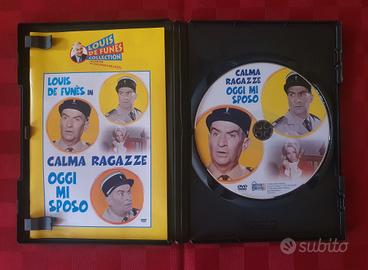 LOUIS
DE FUNÈS
COLLECTION
LOUIS
DE FUNÈS IN
CALMA RAGAZZE
OGGI
MI
SPOSO
CALMA
RAGAZZE
OGGI MI
SPOSO
DVD
subito